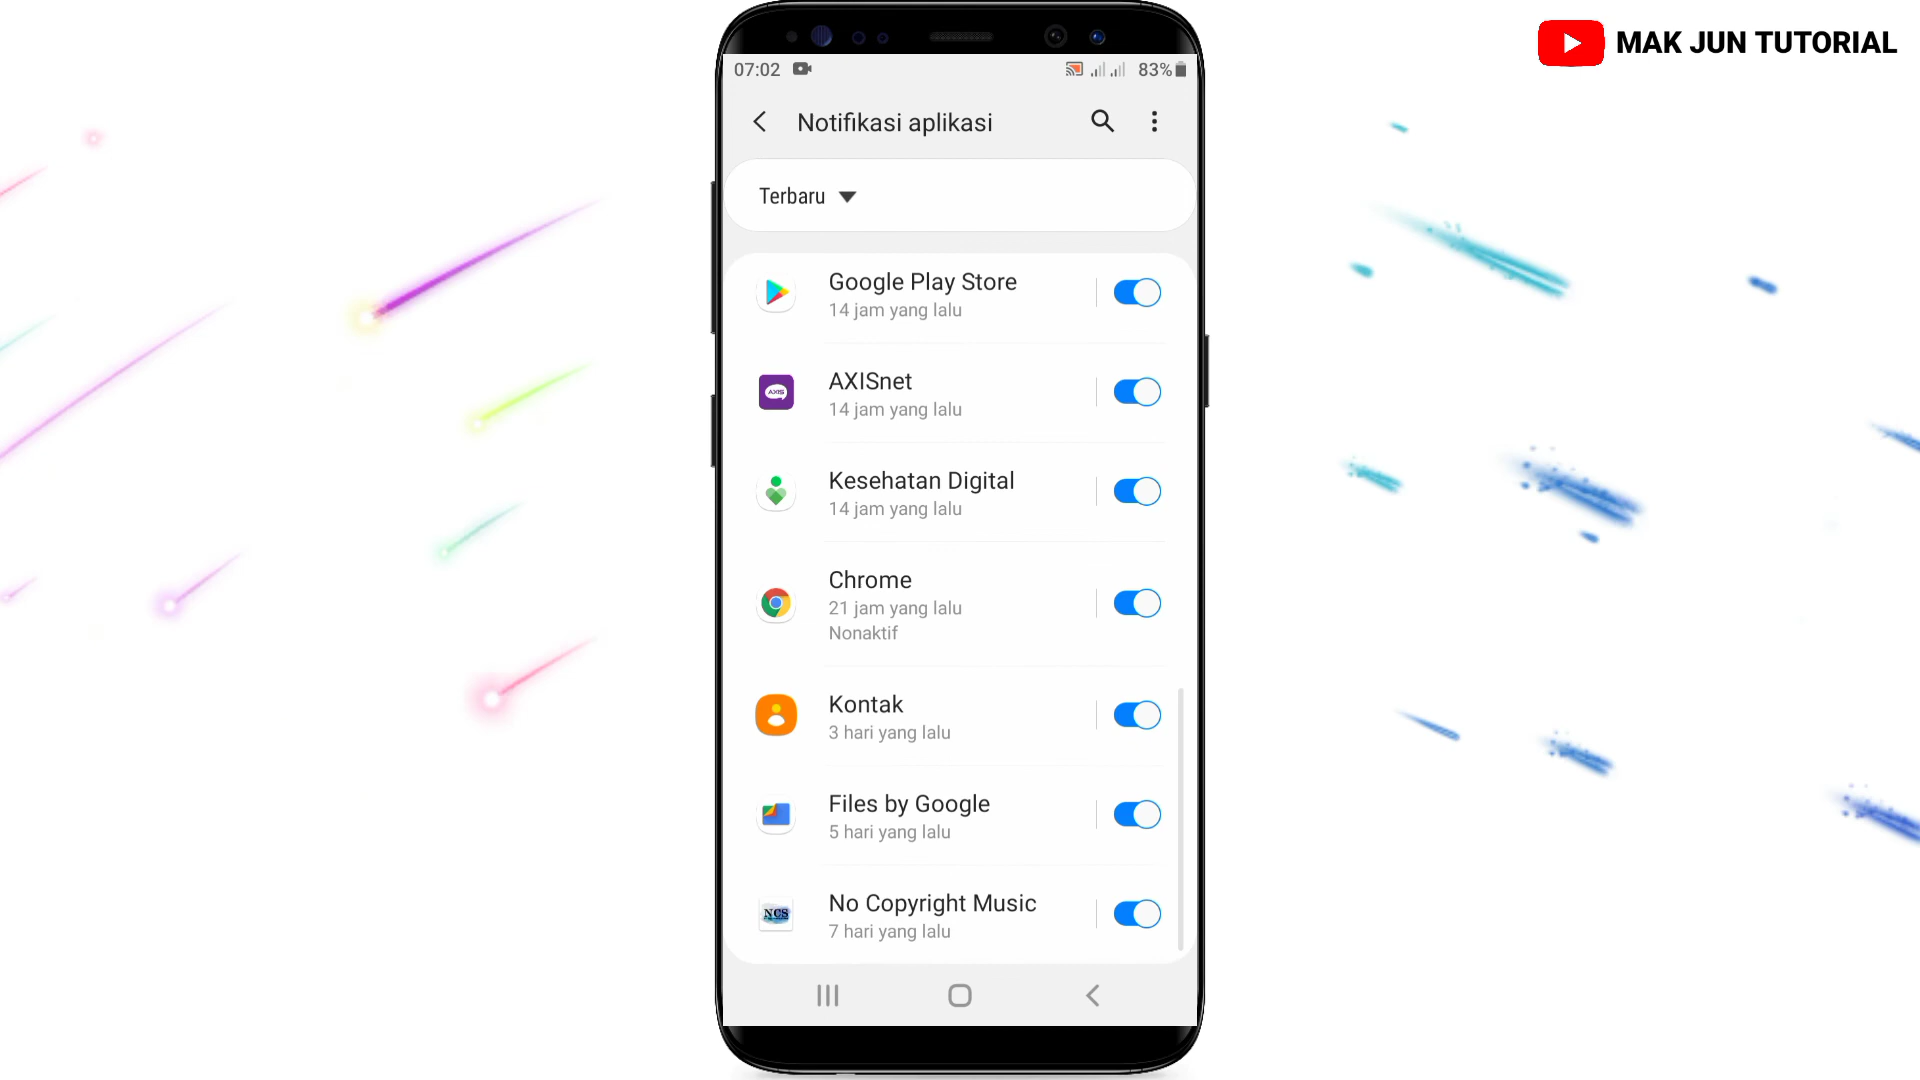 MAK JUN TUTORIAL
07:02
83%
Notifikasi aplikasi
Terbaru
Google Play Store
14 jam yang lalu
AXIS
AXISnet
14 jam yang lalu
Kesehatan Digital
14 jam yang lalu
Chrome
21 jam yang lalu
Nonaktif
Kontak
3 hari yang lalu
Files by Google
5 hari yang lalu
NCS
No Copyright Music
7 hari yang lalu